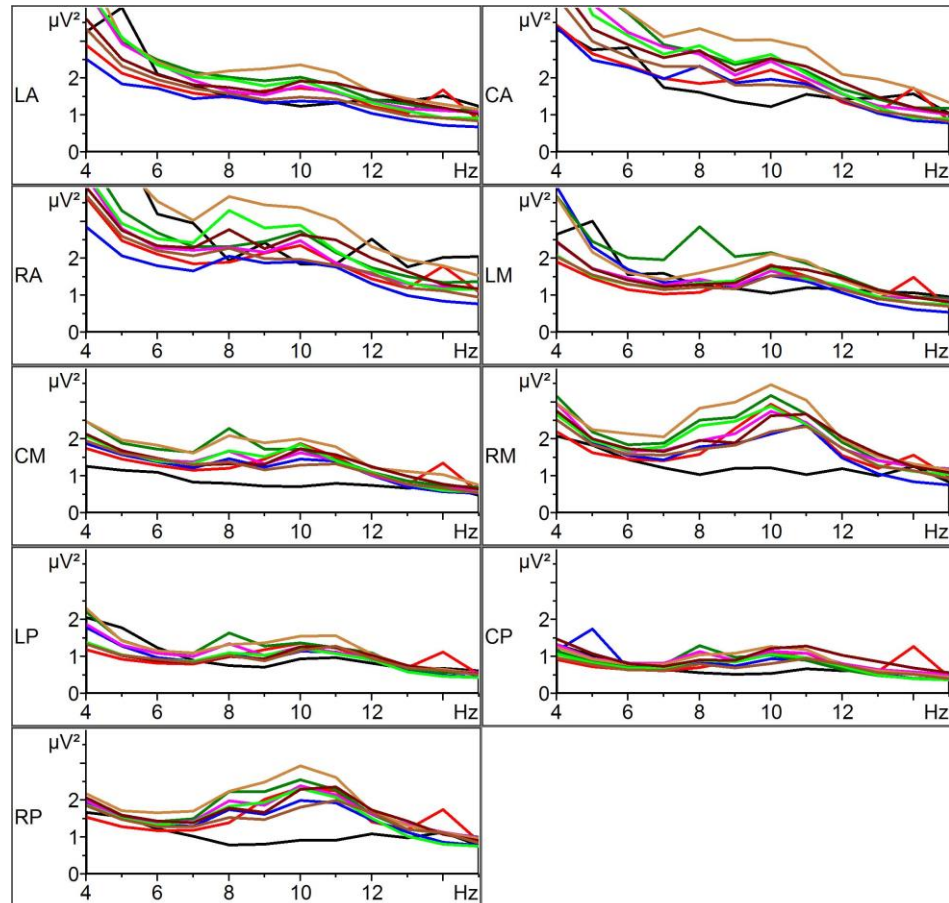 µV² µV²
2 2
LA 1 CA 1
0 0
4 6 8 10 12 Hz 4 6 8 10 12 Hz
µV² µV²
2 2
RA 1 LM 1
0 0
4 6 8 10 12 Hz 4 6 8 10 12 Hz
µV² µV²
2 2
CM 1 RM 1
0 0
4 6 8 10 12 Hz 4 6 8 10 12 Hz
µV² µV²
2 2
LP 1 CP 1
0 0
4 6 8 10 12 Hz 4 6 8 10 12 Hz
µV²
2
RP 1
0
4 6 8 10 12 Hz